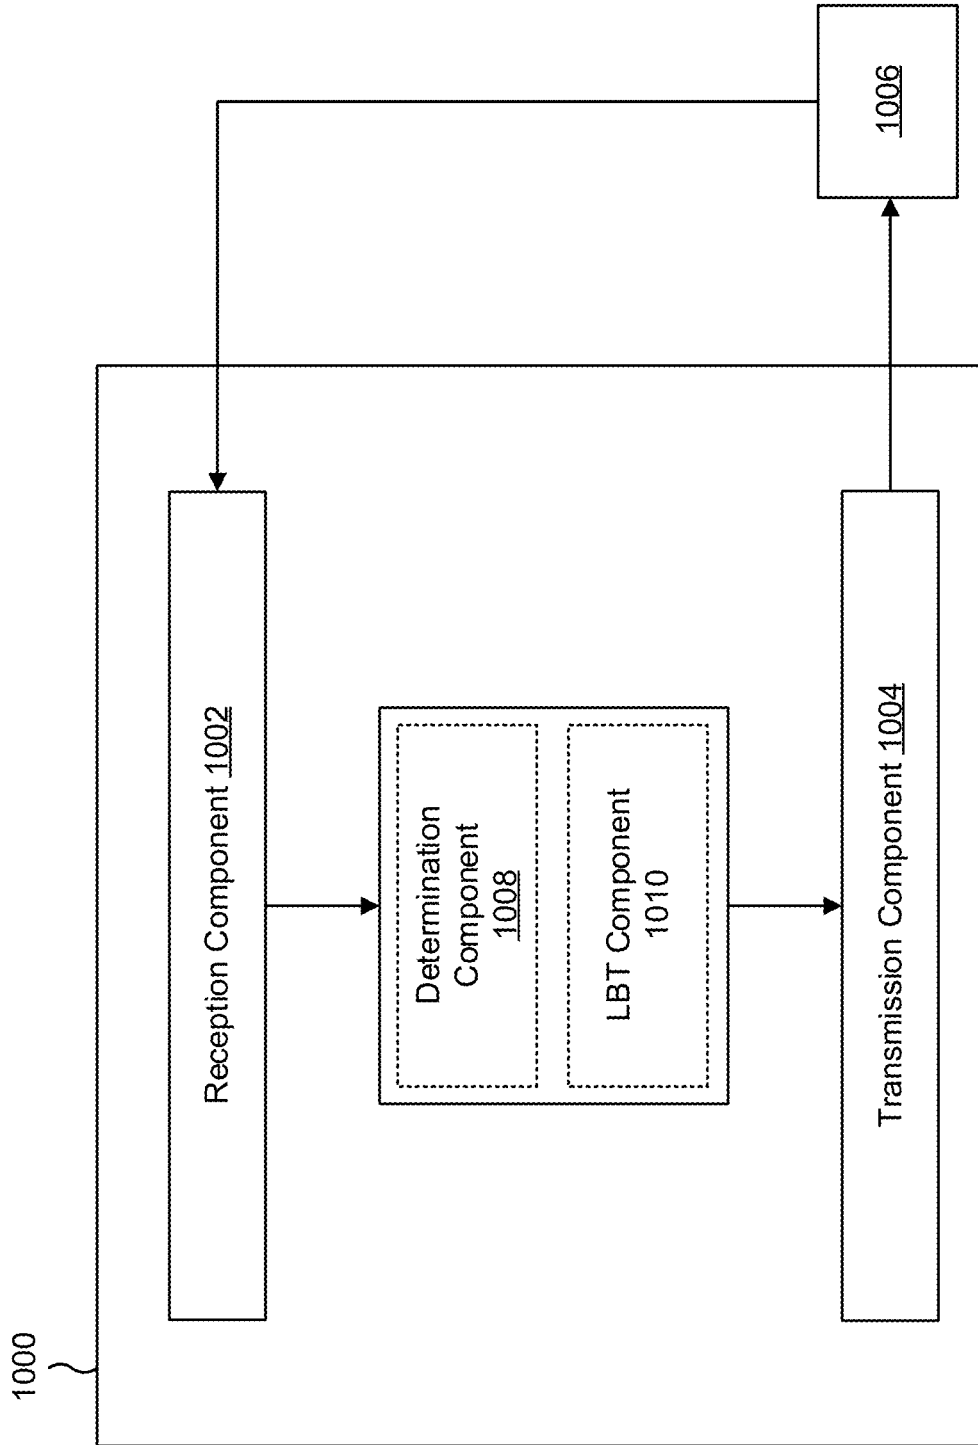 1000
Reception Component 1002
Determination
Component
1008
LBT Component
1010
Transmission Component 1004
1006